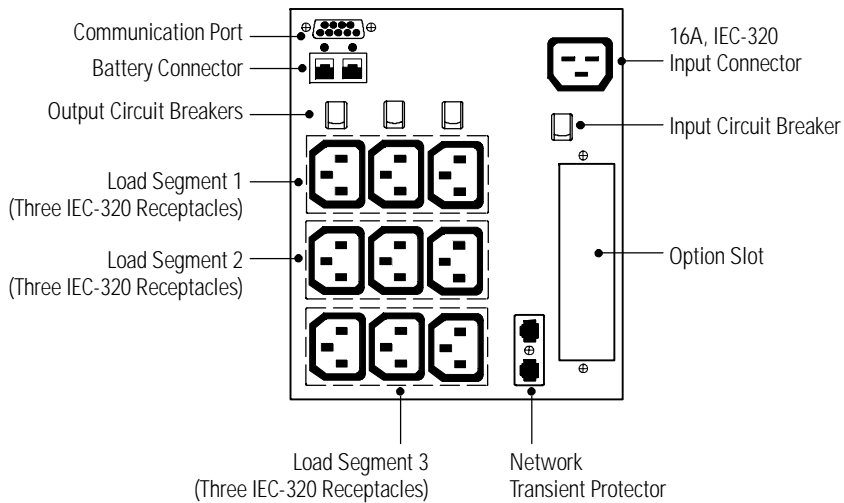 Communication Port
Battery Connector
Output Circuit Breakers
Load Segment 1
(Three IEC-320 Receptacles)
Load Segment 2
(Three IEC-320 Receptacles)
16A, IEC-320
Input Connector
Input Circuit Breaker
Option Slot
Load Segment 3
(Three IEC-320 Receptacles)
Network
Transient Protector